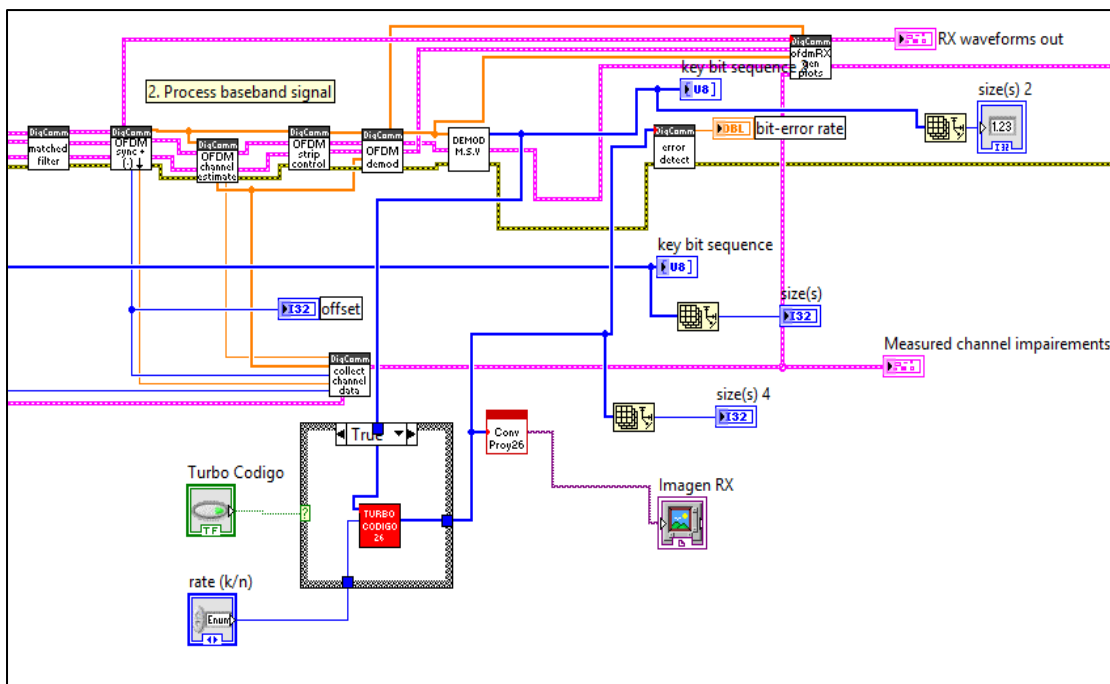 DigComm
ofdmRX
gen
plots
RX waveforms out
key bit sequence
U8
size(s) 2
1.23
I32
2. Process baseband signal
DigComm
matched
filter
DigComm
OFDM
sync +
(·)
DigComm
OFDM
channel
estimate
DigComm
OFDM
strip
control
DigComm
OFDM
demod
DEMOD
M.S.V
DigComm
error
detect
DBL
bit-error rate
key bit sequence
U8
I32
offset
size(s)
I32
DigComm
collect
channel
data
Measured channel impairements
size(s) 4
I32
True
Conv
Proy26
Turbo Codigo
TF
?
TURBO
CODIGO
26
Imagen RX
rate (k/n)
Enum